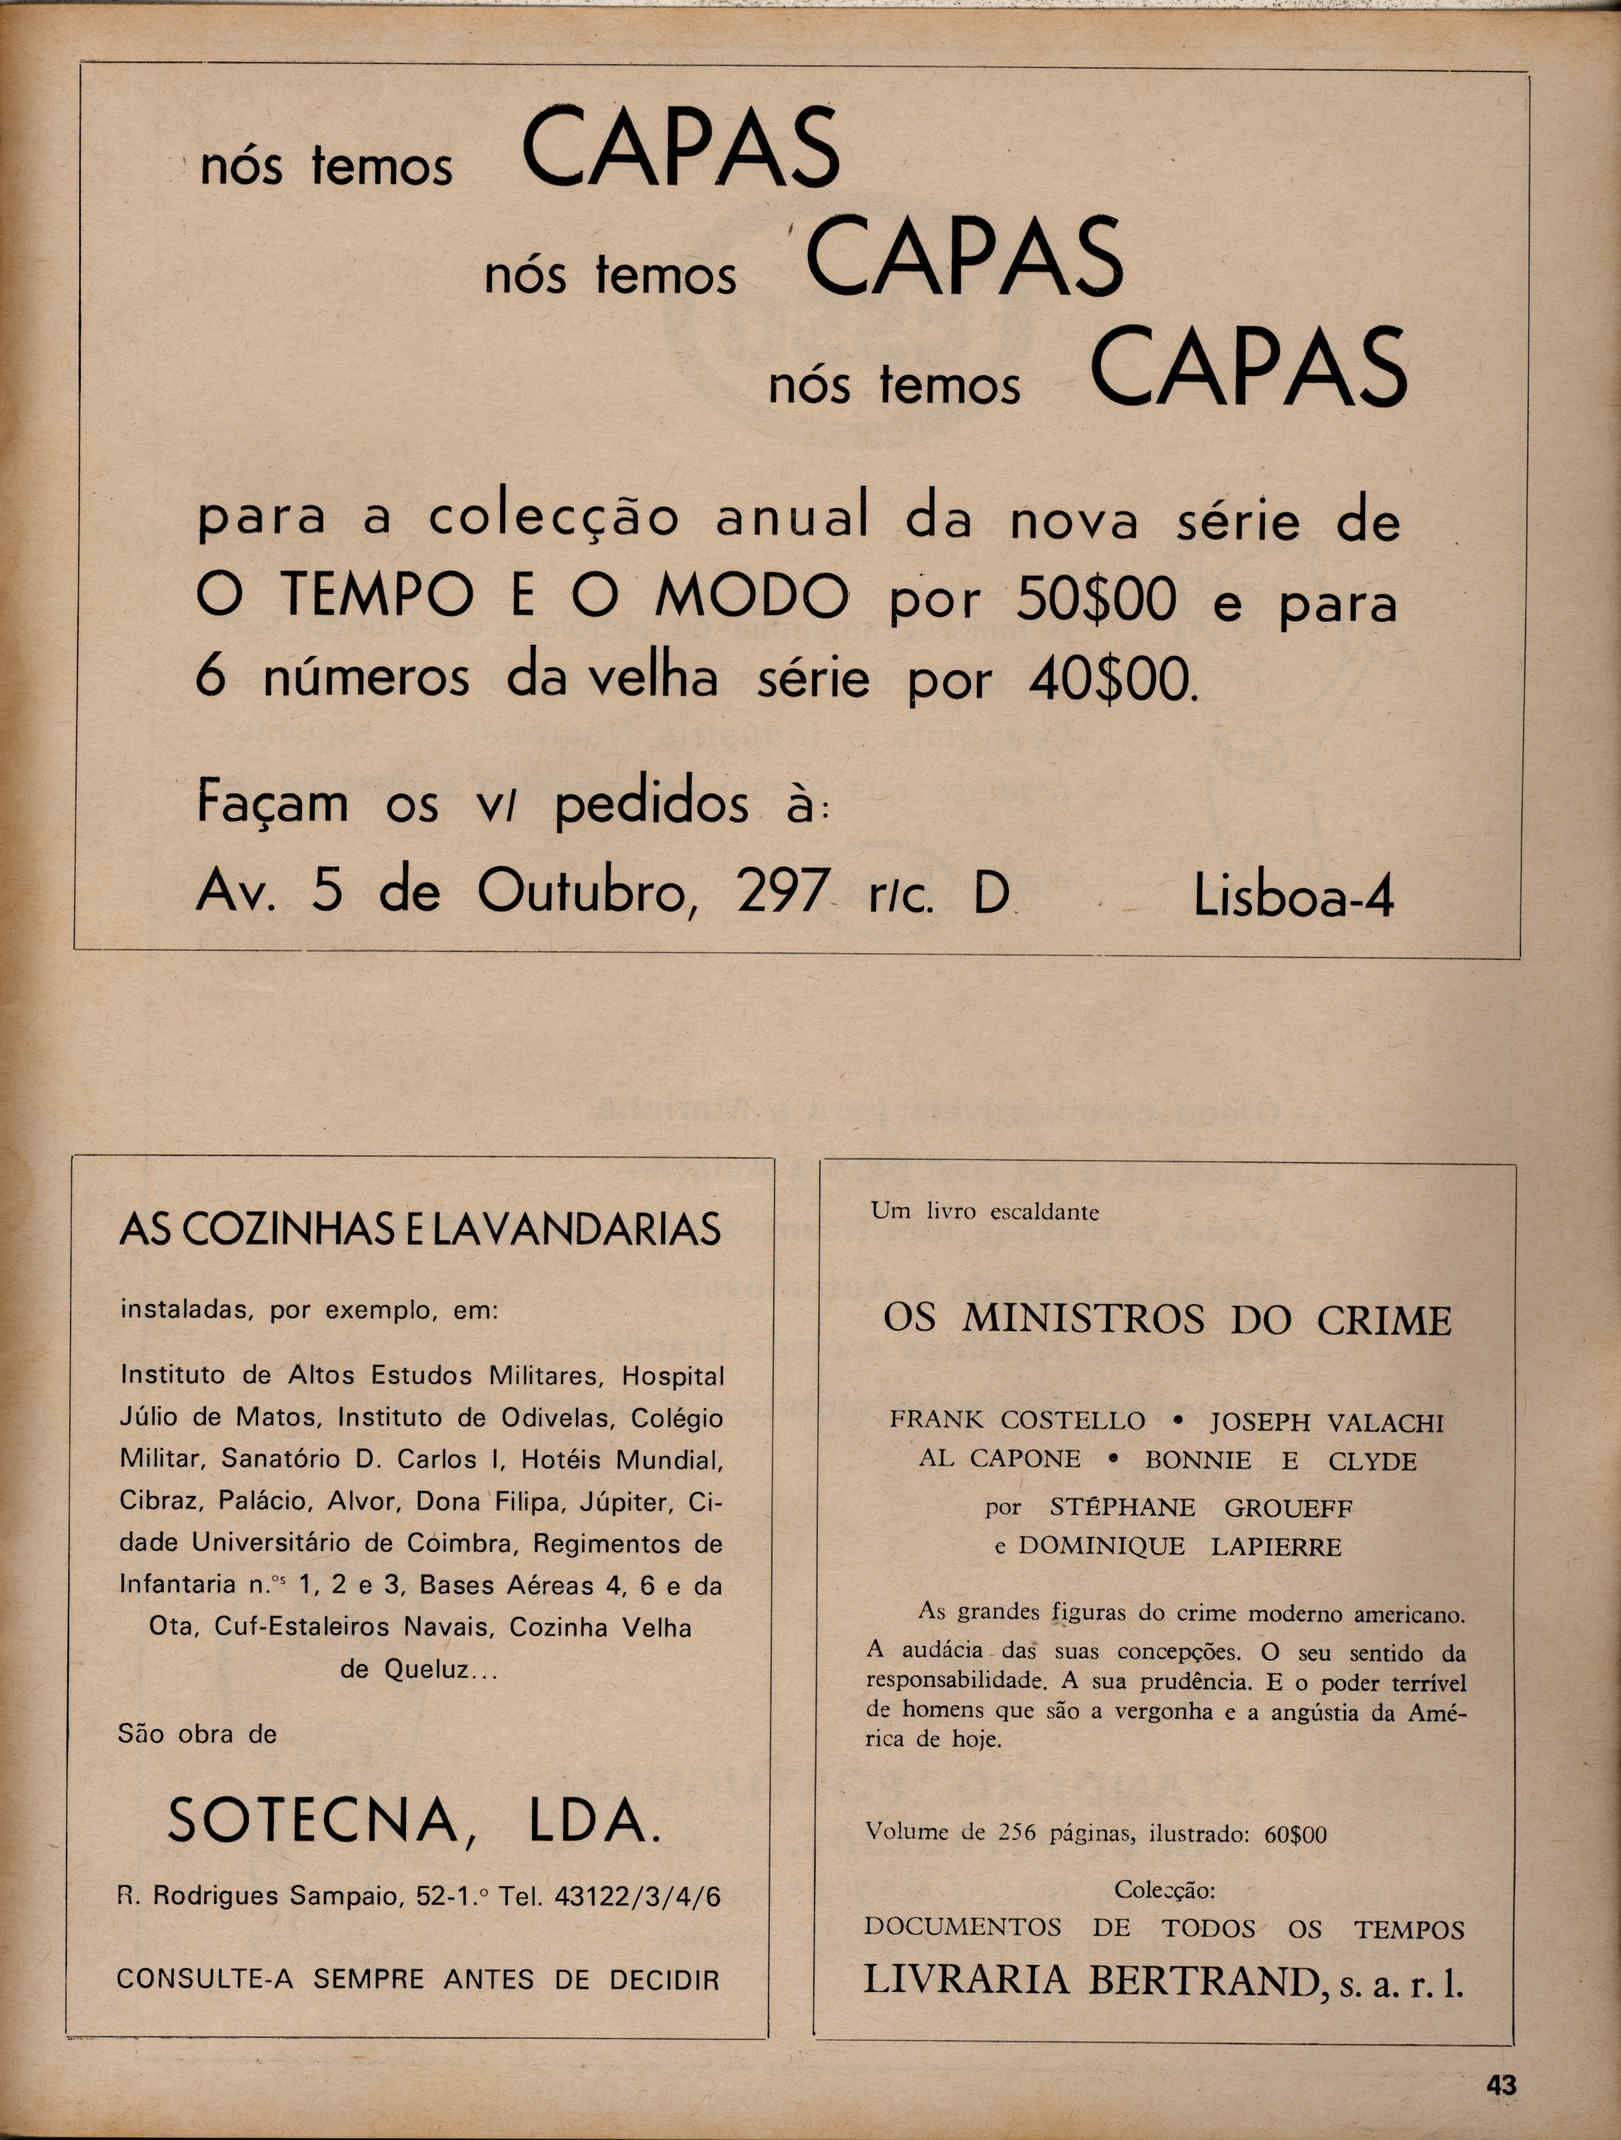 nós temos CAPAS
nós temos CAPAS
nós temos CAPAS
para a colecção anual da nova série de
O TEMPO E O MODO por 50$00 e para
6 números da velha série por 40$00.
Façam os v/ pedidos à:
Av. 5 de Outubro, 297 r/c. D. Lisboa-4
AS COZINHAS E LAVANDARIAS
instaladas, por exemplo, em:
Instituto de Altos Estudos Militares, Hospital
Júlio de Matos, Instituto de Odivelas, Colégio
Militar, Sanatório D. Carlos I, Hotéis Mundial,
Cibraz, Palácio, Alvor, Dona Filipa, Júpiter, Ci-
dade Universitário de Coimbra, Regimentos de
Infantaria n.ºˢ 1, 2 e 3, Bases Aéreas 4, 6 e da
Ota, Cuf-Estaleiros Navais, Cozinha Velha
de Queluz...
São obra de
SOTECNA, LDA.
R. Rodrigues Sampaio, 52-1.º Tel. 43122/3/4/6
CONSULTE-A SEMPRE ANTES DE DECIDIR
Um livro escaldante
OS MINISTROS DO CRIME
FRANK COSTELLO • JOSEPH VALACHI
AL CAPONE • BONNIE E CLYDE
por STÉPHANE GROUEFF
e DOMINIQUE LAPIERRE
As grandes figuras do crime moderno americano.
A audácia das suas concepções. O seu sentido da
responsabilidade. A sua prudência. E o poder terrível
de homens que são a vergonha e a angústia da Amé-
rica de hoje.
Volume de 256 páginas, ilustrado: 60$00
Colecção:
DOCUMENTOS DE TODOS OS TEMPOS
LIVRARIA BERTRAND, s. a. r. l.
43